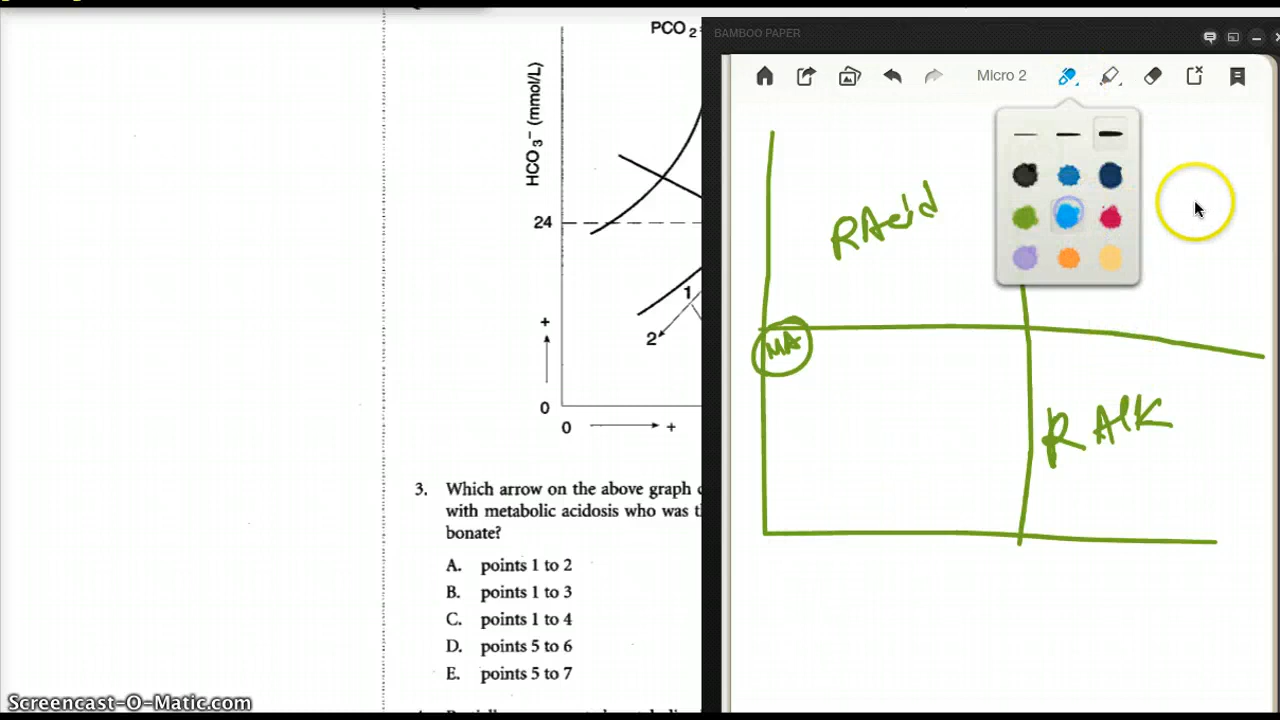 PCO2
BAMBOO PAPER
Micro 2
HCO3− (mmol/L)
24
+
0
0
+
1
2
R Acid
MA
R AlK
3. Which arrow on the above graph
with metabolic acidosis who was
bonate?
A. points 1 to 2
B. points 1 to 3
C. points 1 to 4
D. points 5 to 6
E. points 5 to 7
Screencast-O-Matic.com